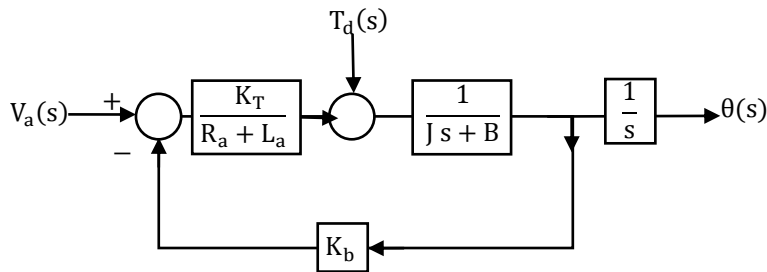 T_d(s)
V_a(s)
+
−
K_T
R_a + L_a
1
J s + B
1
s
θ(s)
K_b